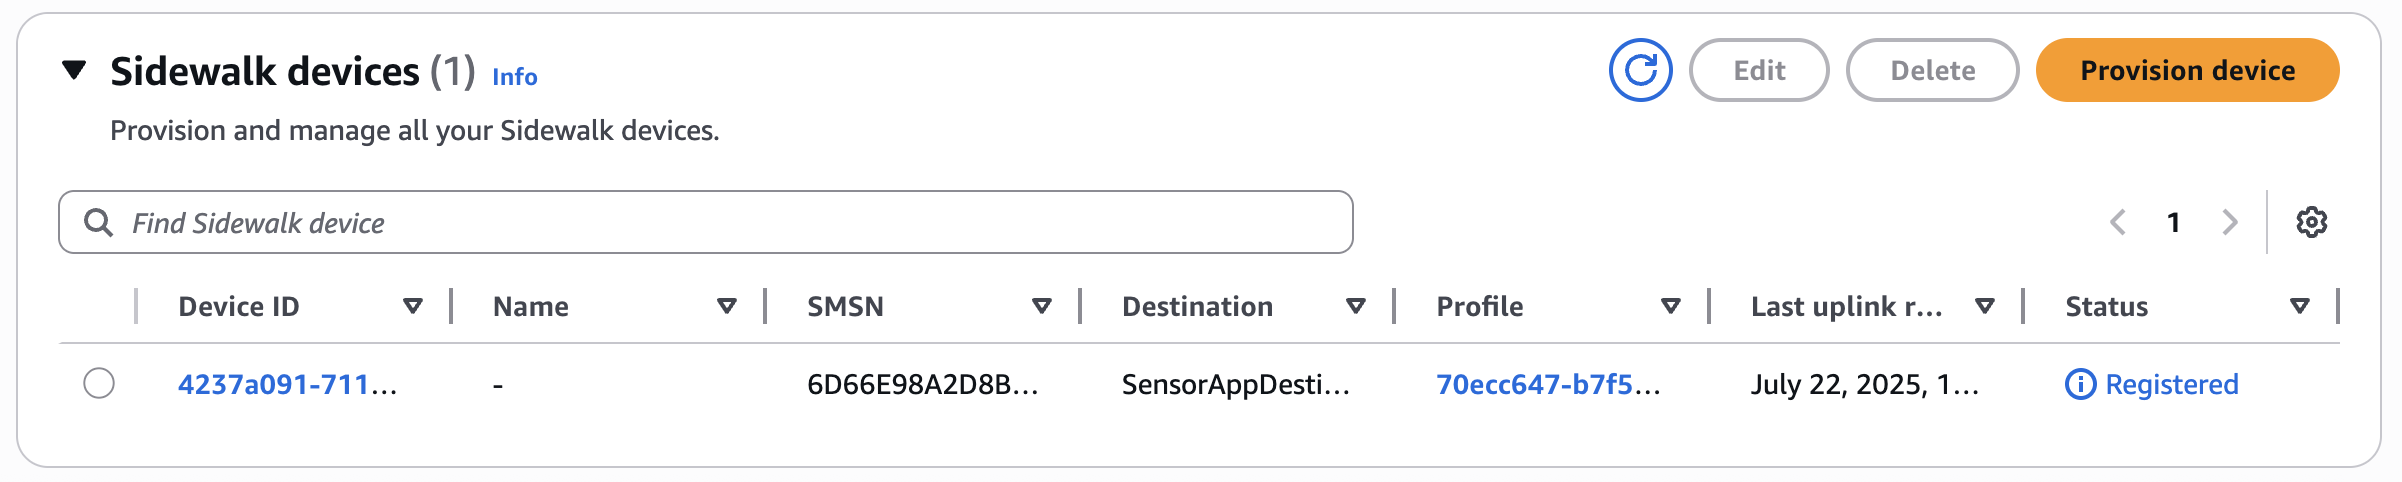 Sidewalk devices (1) Info
Edit
Delete
Provision device
Provision and manage all your Sidewalk devices.
Find Sidewalk device
1
Device ID Name SMSN Destination Profile Last uplink r... Status
4237a091-711... - 6D66E98A2D8B... SensorAppDesti... 70ecc647-b7f5... July 22, 2025, 1... Registered